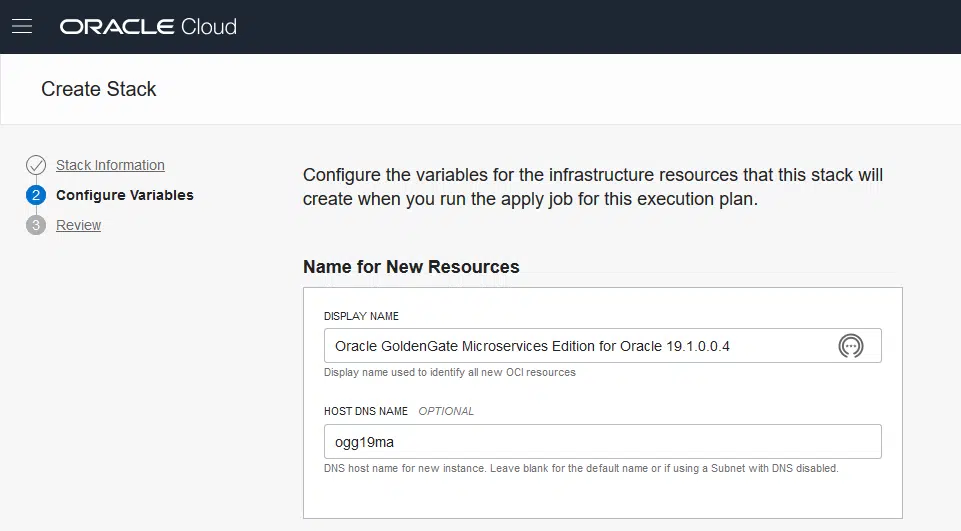 ORACLE Cloud
Create Stack
Stack Information
2 Configure Variables
3 Review
Configure the variables for the infrastructure resources that this stack will
create when you run the apply job for this execution plan.
Name for New Resources
DISPLAY NAME
Oracle GoldenGate Microservices Edition for Oracle 19.1.0.0.4
Display name used to identify all new OCI resources
HOST DNS NAME OPTIONAL
ogg19ma
DNS host name for new instance. Leave blank for the default name or if using a Subnet with DNS disabled.